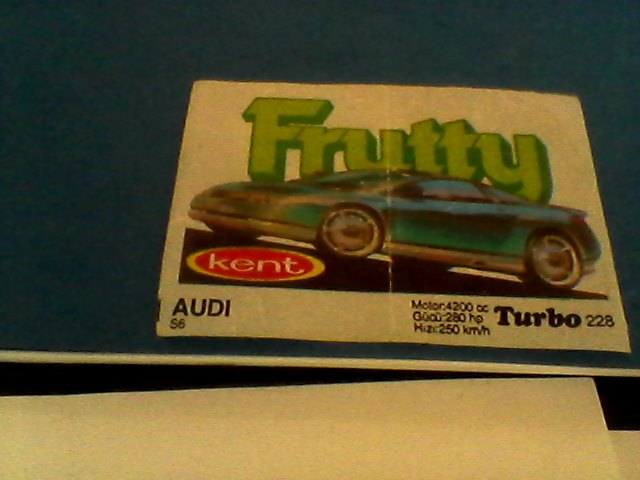 Frutty
kent
AUDI
S6
Motor:4200 cc
Gücü:280 hp
Hızı:250 km/h
Turbo 228